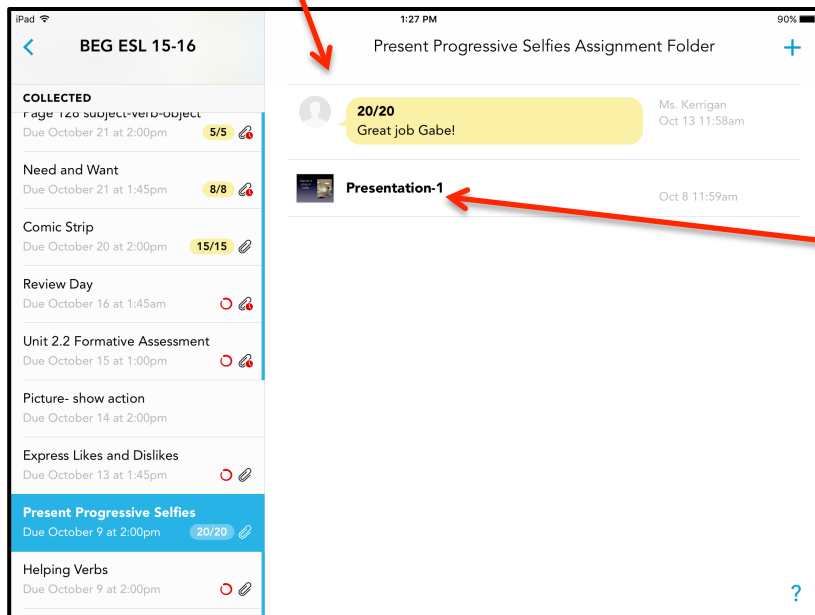 iPad
1:27 PM
90%
BEG ESL 15-16
Present Progressive Selfies Assignment Folder
+
COLLECTED
Page 128 subject-verb-object
Due October 21 at 2:00pm
5/5
Need and Want
Due October 21 at 1:45pm
8/8
Comic Strip
Due October 20 at 2:00pm
15/15
Review Day
Due October 16 at 1:45am
Unit 2.2 Formative Assessment
Due October 15 at 1:00pm
Picture- show action
Due October 14 at 2:00pm
Express Likes and Dislikes
Due October 13 at 1:45pm
Present Progressive Selfies
Due October 9 at 2:00pm
20/20
Helping Verbs
Due October 9 at 2:00pm
20/20
Great job Gabe!
Ms. Kerrigan
Oct 13 11:58am
Presentation-1
Oct 8 11:59am
?